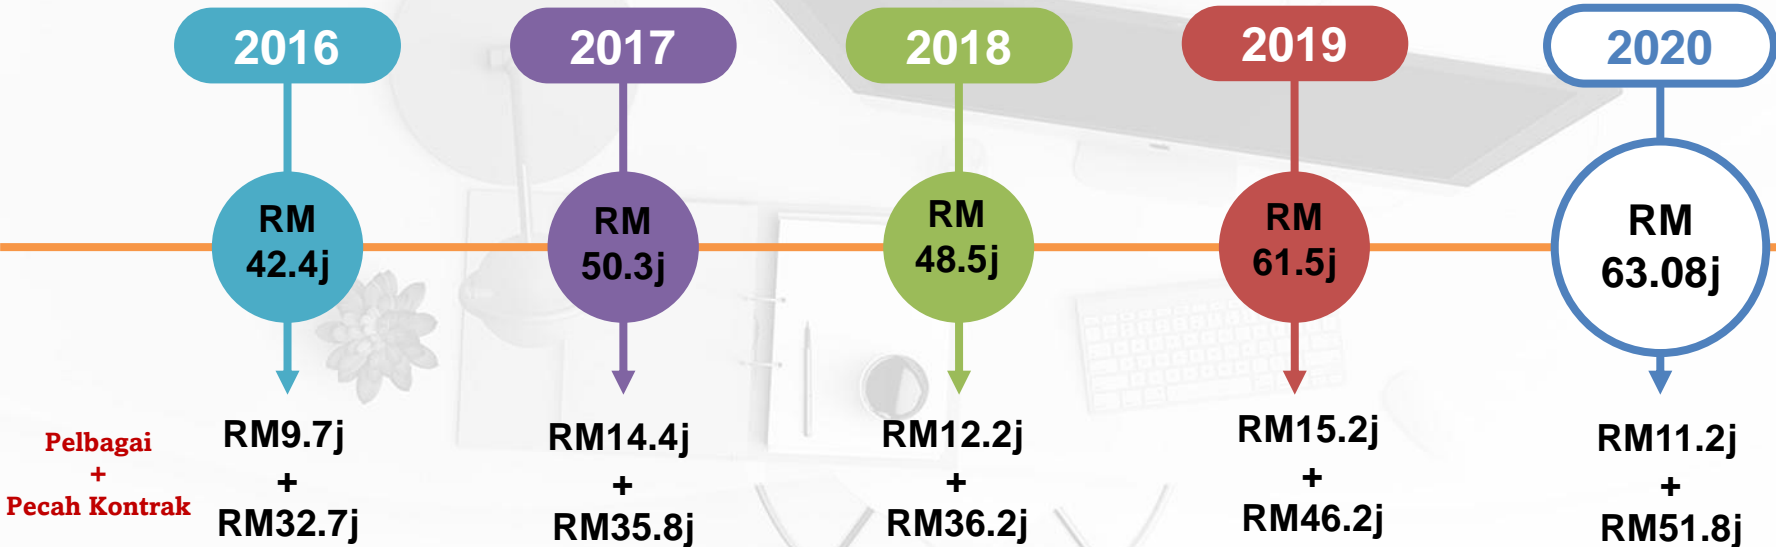 2016
2017
2018
2019
2020
RM
42.4j
RM
50.3j
RM
48.5j
RM
61.5j
RM
63.08j
Pelbagai
+
Pecah Kontrak
RM9.7j
+
RM32.7j
RM14.4j
+
RM35.8j
RM12.2j
+
RM36.2j
RM15.2j
+
RM46.2j
RM11.2j
+
RM51.8j